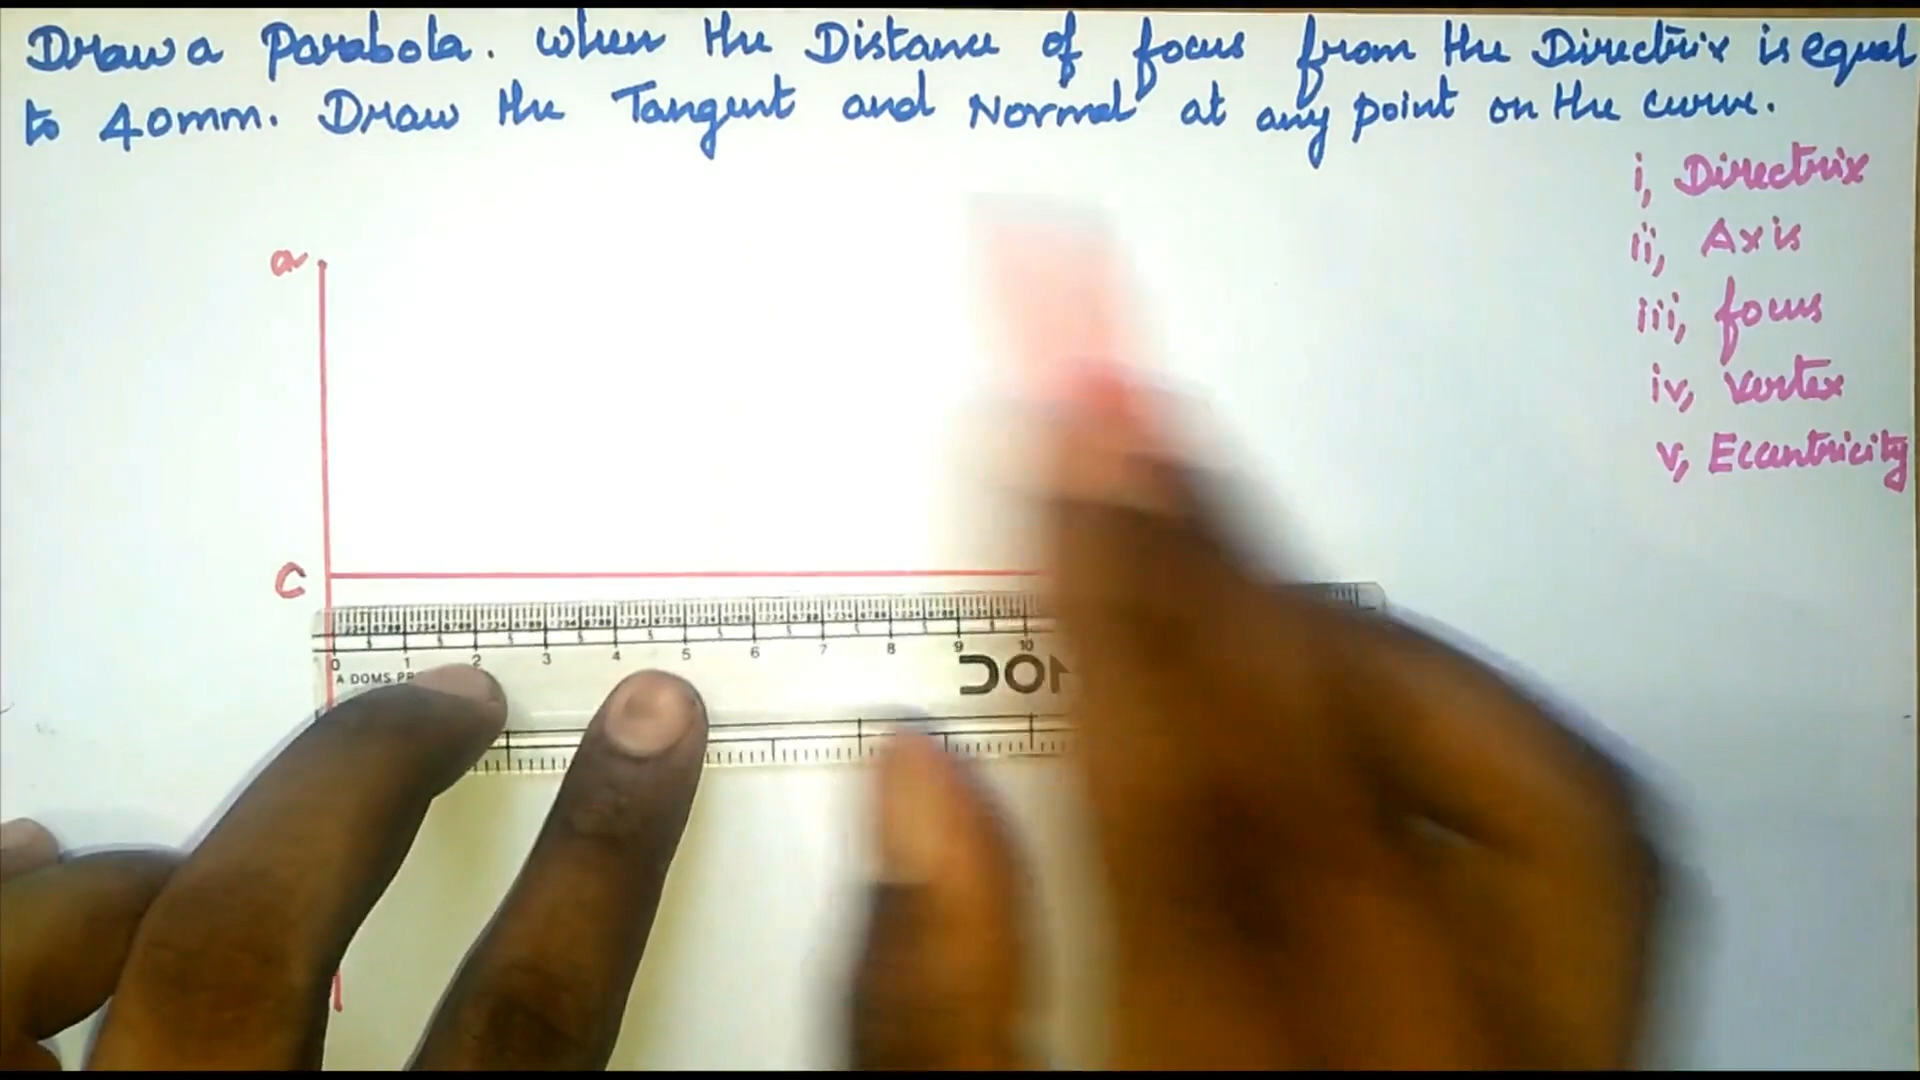 Draw a Parabola. When the Distance of focus from the Directrix is equal
to 40mm. Draw the Tangent and Normal at any point on the curve.
i, Directrix
ii, Axis
iii, focus
iv, Vertex
v, Eccentricity
a
C
0 1 2 3 4 5 6 7 8 9 10
A DOMS